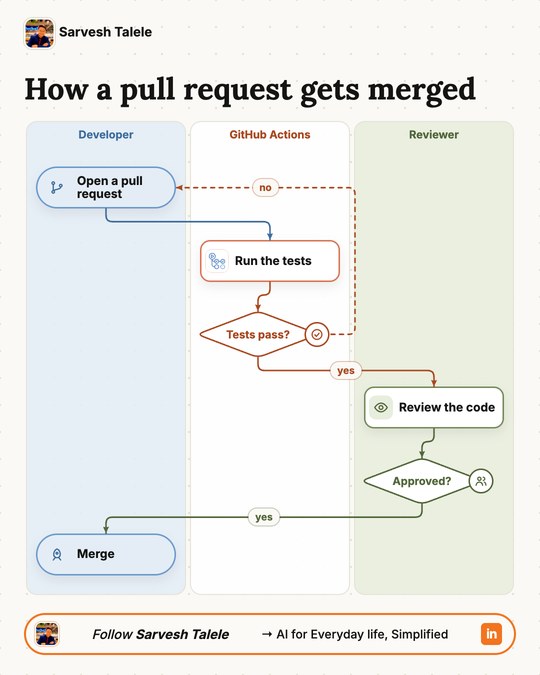 Sarvesh Talele
How a pull request gets merged
Developer
GitHub Actions
Reviewer
Open a pull
request
no
Run the tests
Tests pass?
yes
Review the code
Approved?
yes
Merge
Follow Sarvesh Talele → AI for Everyday life, Simplified in